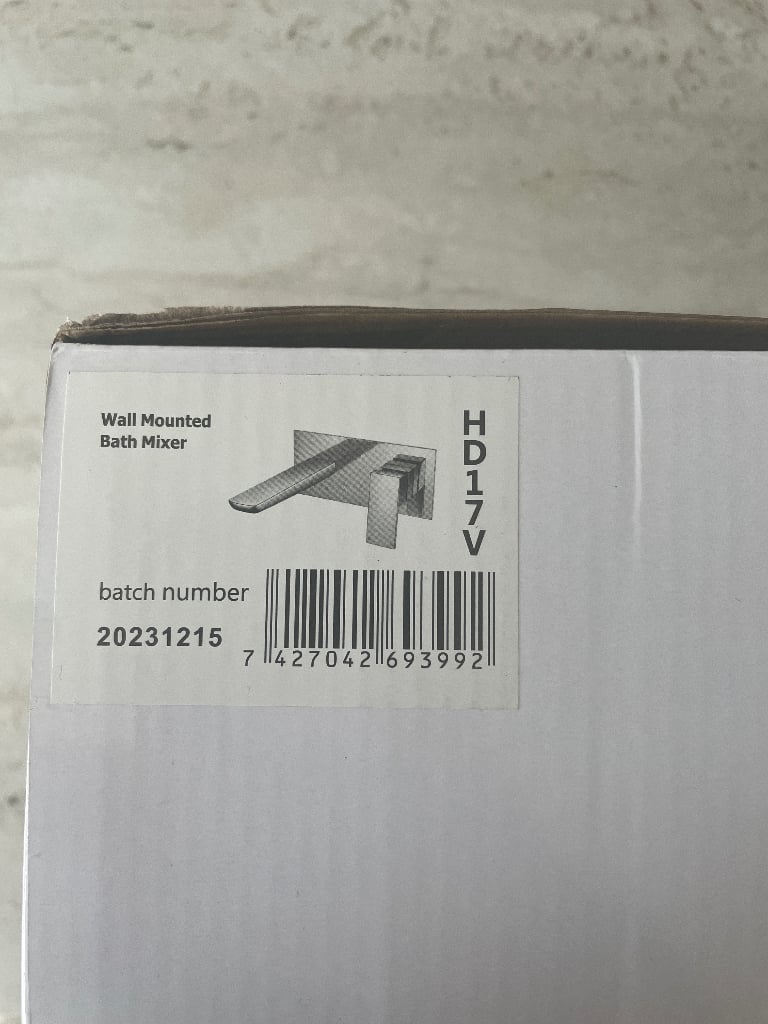 Wall Mounted
Bath Mixer
HD17V
batch number
20231215
7 427042 693992